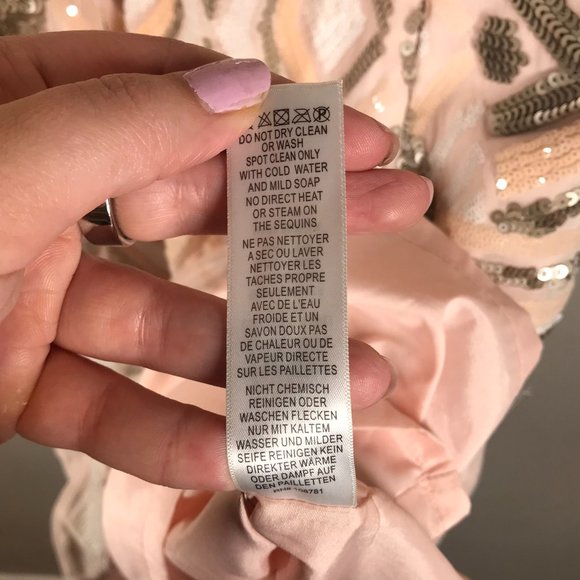 DO NOT DRY CLEAN
OR WASH
SPOT CLEAN ONLY
WITH COLD WATER
AND MILD SOAP
NO DIRECT HEAT
OR STEAM ON
THE SEQUINS
NE PAS NETTOYER
A SEC OU LAVER
NETTOYER LES
TACHES PROPRE
SEULEMENT
AVEC DE L'EAU
FROIDE ET UN
SAVON DOUX PAS
DE CHALEUR OU DE
VAPEUR DIRECTE
SUR LES PAILLETTES
NICHT CHEMISCH
REINIGEN ODER
WASCHEN FLECKEN
NUR MIT KALTEM
WASSER UND MILDER
SEIFE REINIGEN KEIN
DIREKTER WÄRME
ODER DAMPF AUF
DEN PAILLETEN